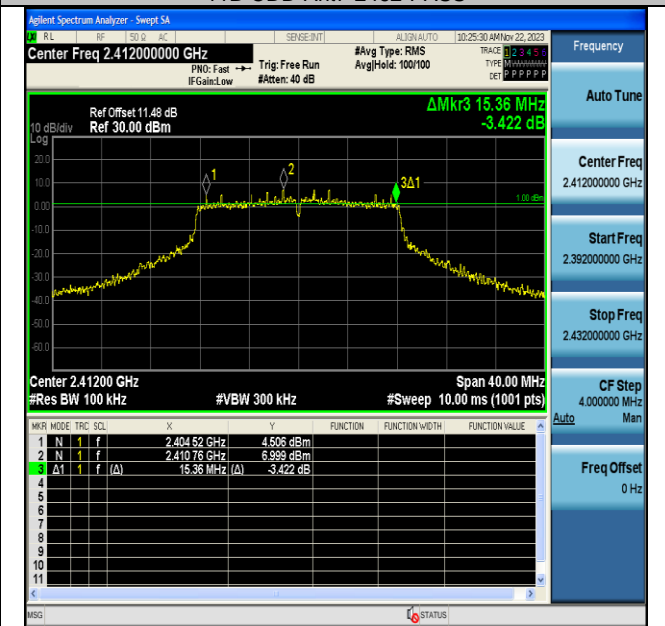 Agilent Spectrum Analyzer - Swept SA
RL RF 50 Ω AC SENSE:INT ALIGN AUTO 10:25:30 AM Nov 22, 2023
Center Freq 2.412000000 GHz
PNO: Fast
IFGain:Low
Trig: Free Run
#Atten: 40 dB
#Avg Type: RMS
Avg|Hold: 100/100
TRACE 1 2 3 4 5 6
TYPE
DET P P P P P P
Ref Offset 11.48 dB
10 dB/div Ref 30.00 dBm
Log
ΔMkr3 15.36 MHz
-3.422 dB
20.0
10.0
0.00
-10.0
-20.0
-30.0
-40.0
-50.0
-60.0
1
2
3Δ1
1.00 dBm
Center 2.41200 GHz Span 40.00 MHz
#Res BW 100 kHz #VBW 300 kHz #Sweep 10.00 ms (1001 pts)
MKR MODE TRC SCL X Y FUNCTION FUNCTION WIDTH FUNCTION VALUE
1 N 1 f 2.404 52 GHz 4.506 dBm
2 N 1 f 2.410 76 GHz 6.999 dBm
3 Δ1 1 f (Δ) 15.36 MHz (Δ) -3.422 dB
4
5
6
7
8
9
10
11
MSG STATUS
Frequency
Auto Tune
Center Freq
2.412000000 GHz
Start Freq
2.392000000 GHz
Stop Freq
2.432000000 GHz
CF Step
4.000000 MHz
Auto Man
Freq Offset
0 Hz